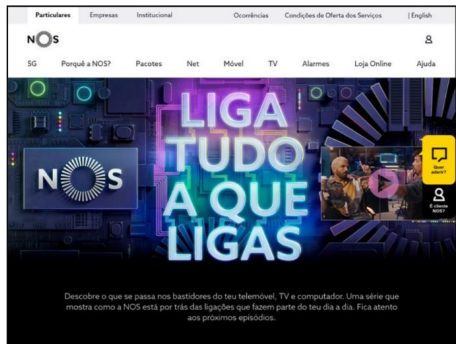 Particulares Empresas Institucional Ocorrências Condições de Oferta dos Serviços | English
NOS
5G Porquê a NOS? Pacotes Net Móvel TV Alarmes Loja Online Ajuda
LIGA
TUDO
A QUE
LIGAS
NOS
Quer
aderir?
É cliente
NOS?
Descobre o que se passa nos bastidores do teu telemóvel, TV e computador. Uma série que
mostra como a NOS está por trás das ligações que fazem parte do teu dia a dia. Fica atento
aos próximos episódios.